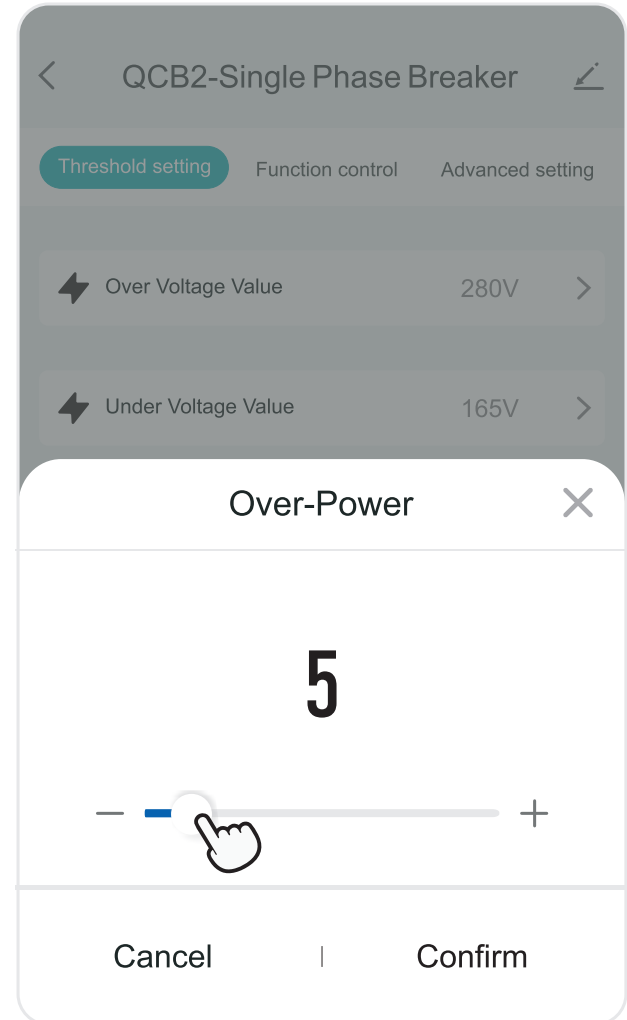 QCB2-Single Phase Breaker
Threshold setting Function control Advanced setting
Over Voltage Value 280V
Under Voltage Value 165V
Over-Power
5
Cancel Confirm